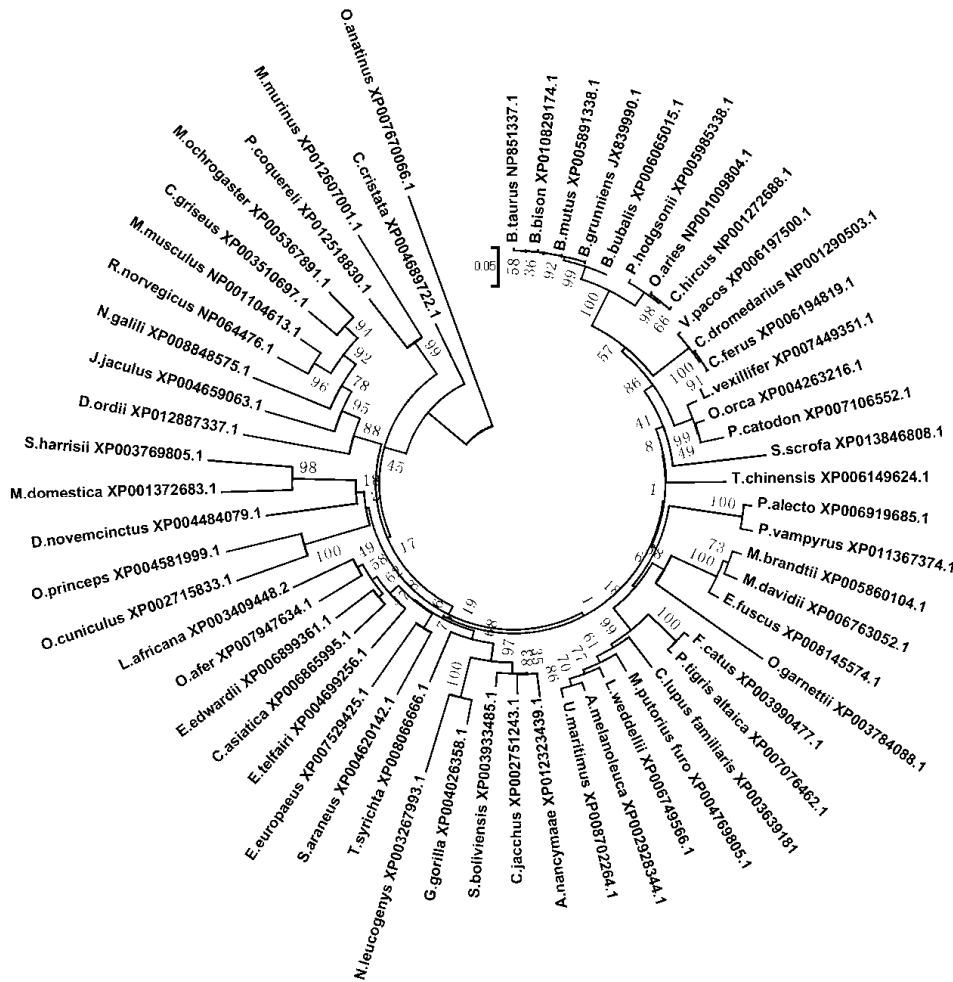 O.anatinus XP007670066.1
B.taurus NP851337.1
B.bison XP010829174.1
B.mutus XP005891338.1
B.grunniens JX839990.1
B.bubalis XP006065015.1
P.hodgsonii XP005985338.1
O.aries NP001009804.1
C.hircus NP001272688.1
V.pacos XP006197500.1
C.dromedarius NP001290503.1
C.ferus XP006194819.1
L.vexillifer XP007449351.1
O.orca XP004263216.1
P.catodon XP007106552.1
S.scrofa XP013846808.1
T.chinensis XP006149624.1
P.alecto XP006919685.1
P.vampyrus XP011367374.1
M.brandtii XP005860104.1
M.davidii XP006763052.1
E.fuscus XP008145574.1
O.garnettii XP003784088.1
F.catus XP003990477.1
P.tigris altaica XP007076462.1
C.lupus familiaris XP003639181
M.putorius furo XP004769805.1
L.weddellii XP006749566.1
A.melanoleuca XP002928344.1
U.maritimus XP008702264.1
A.nancymaae XP012323439.1
C.jacchus XP002751243.1
S.boliviensis XP003933485.1
G.gorilla XP004026358.1
N.leucogenys XP003267993.1
T.syrichta XP008066666.1
S.araneus XP004620142.1
E.europaeus XP007529425.1
E.telfairi XP004699256.1
C.asiatica XP006865995.1
E.edwardii XP006899361.1
O.afer XP007947634.1
L.africana XP003409448.2
O.cuniculus XP002715833.1
O.princeps XP004581999.1
D.novemcinctus XP004484079.1
M.domestica XP001372683.1
S.harrisii XP003769805.1
D.ordii XP012887337.1
J.jaculus XP004659063.1
N.galili XP008848575.1
R.norvegicus NP064476.1
M.musculus NP001104613.1
C.griseus XP003510697.1
M.ochrogaster XP005367891.1
P.coquereli XP012518830.1
M.murinus XP012607001.1
C.cristata XP004689722.1
0.05
58
36
92
99
100
98
66
57
86
100
91
41
99
49
8
1
100
73
100
9
100
99
61
77
70
86
1
97
35
100
19
17
49
58
100
98
45
88
95
78
96
92
94
99